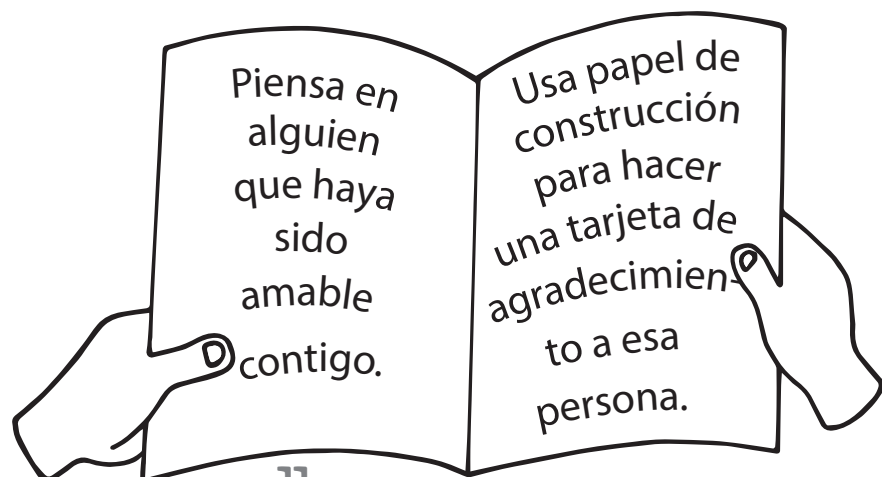 Piensa en
alguien
que haya
sido
amable
contigo.
Usa papel de
construcción
para hacer
una tarjeta de
agradecimien-
to a esa
persona.